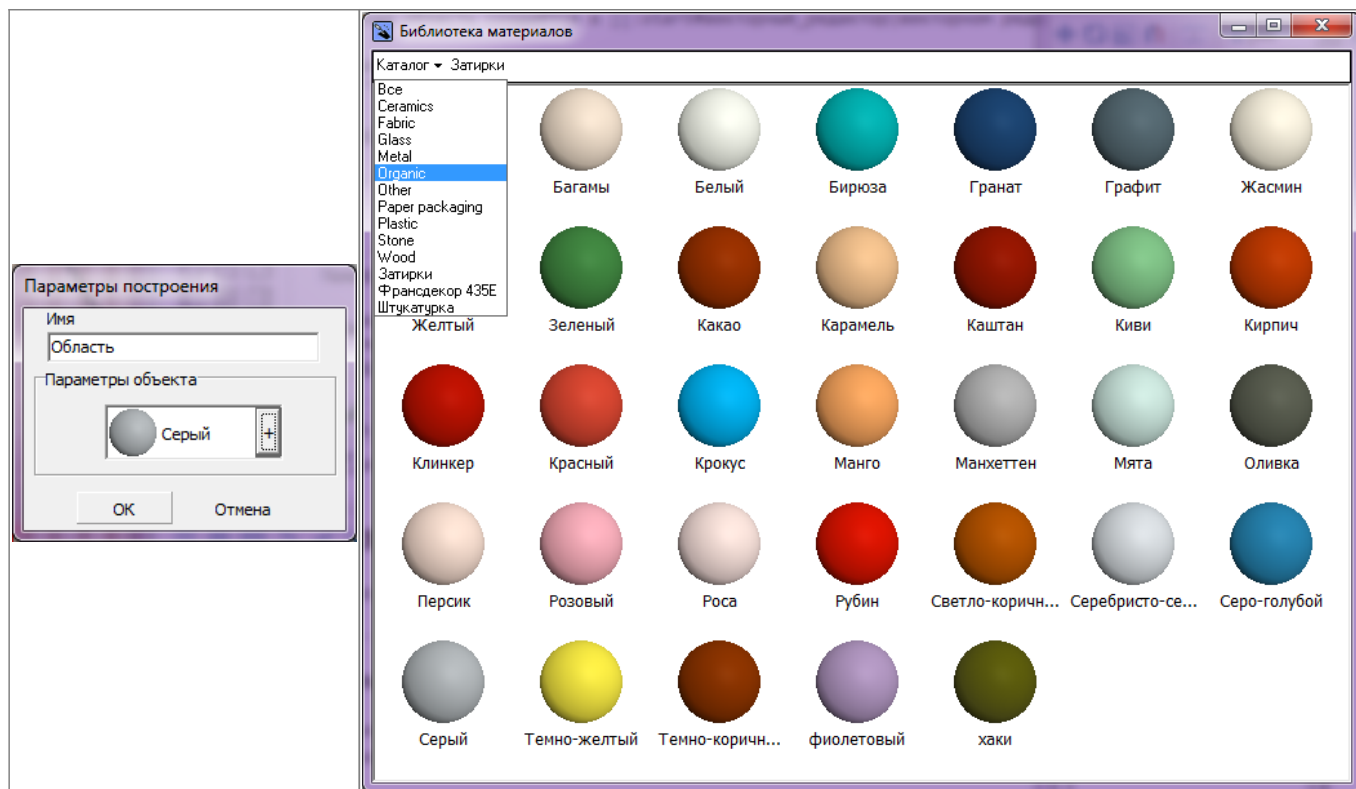 Параметры построения
Имя
Область
Параметры объекта
Серый +
OK Отмена
Библиотека материалов
Каталог Затирки
Все
Ceramics
Fabric
Glass
Metal
Organic
Other
Paper packaging
Plastic
Stone
Wood
Затирки
Франсдекор 435Е
Штукатурка
Багамы Белый Бирюза Гранат Графит Жасмин
Желтый Зеленый Какао Карамель Каштан Киви Кирпич
Клинкер Красный Крокус Манго Манхеттен Мята Оливка
Персик Розовый Роса Рубин Светло-коричн... Серебристо-се... Серо-голубой
Серый Темно-желтый Темно-коричн... фиолетовый хаки